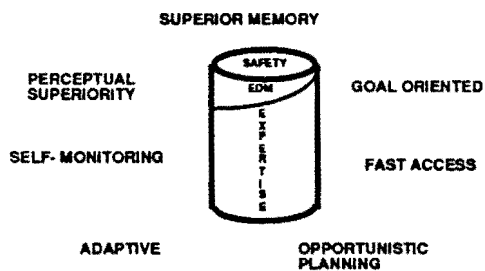 SUPERIOR MEMORY
SAFETY
EDM
EXPERTISE
PERCEPTUAL
SUPERIORITY
GOAL ORIENTED
SELF- MONITORING
FAST ACCESS
ADAPTIVE
OPPORTUNISTIC
PLANNING